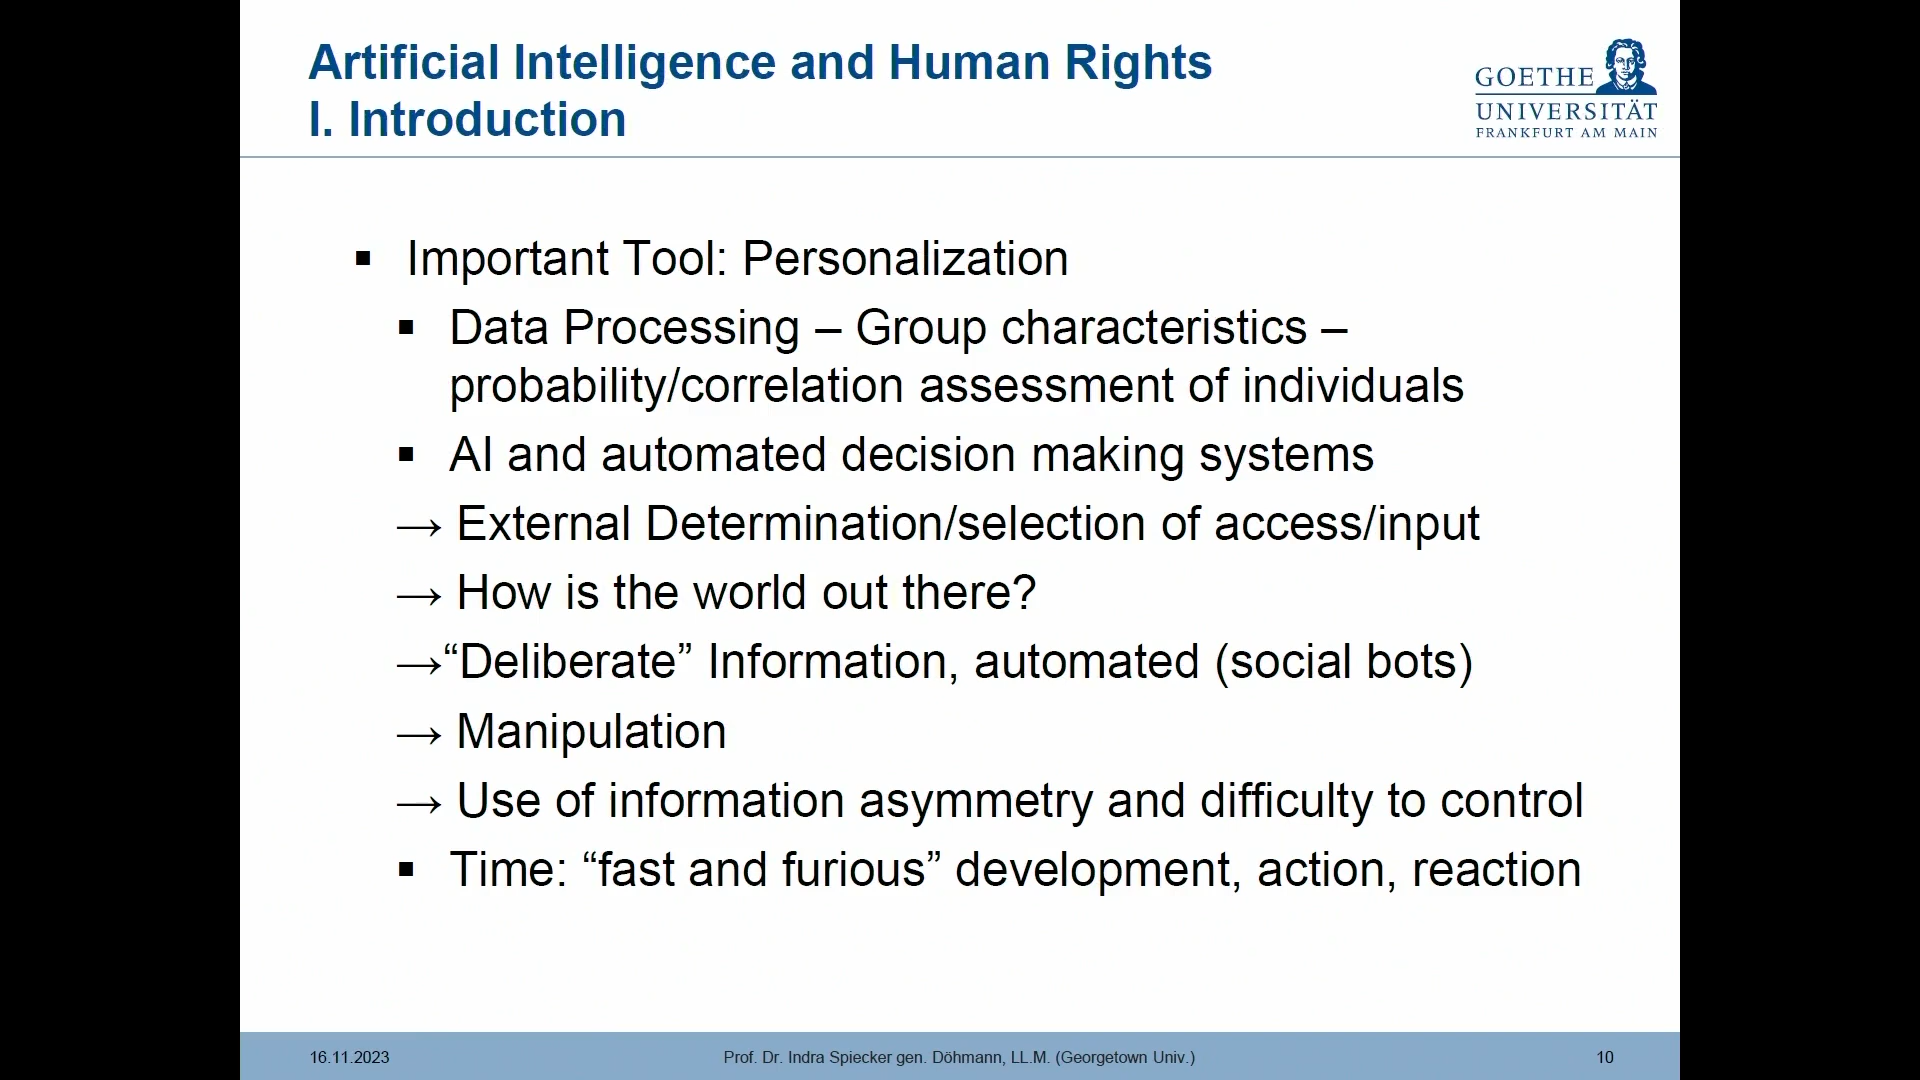 Artificial Intelligence and Human Rights
I. Introduction
GOETHE
UNIVERSITÄT
FRANKFURT AM MAIN
▪ Important Tool: Personalization
▪ Data Processing – Group characteristics –
probability/correlation assessment of individuals
▪ AI and automated decision making systems
→ External Determination/selection of access/input
→ How is the world out there?
→“Deliberate” Information, automated (social bots)
→ Manipulation
→ Use of information asymmetry and difficulty to control
▪ Time: “fast and furious” development, action, reaction
16.11.2023
Prof. Dr. Indra Spiecker gen. Döhmann, LL.M. (Georgetown Univ.)
10